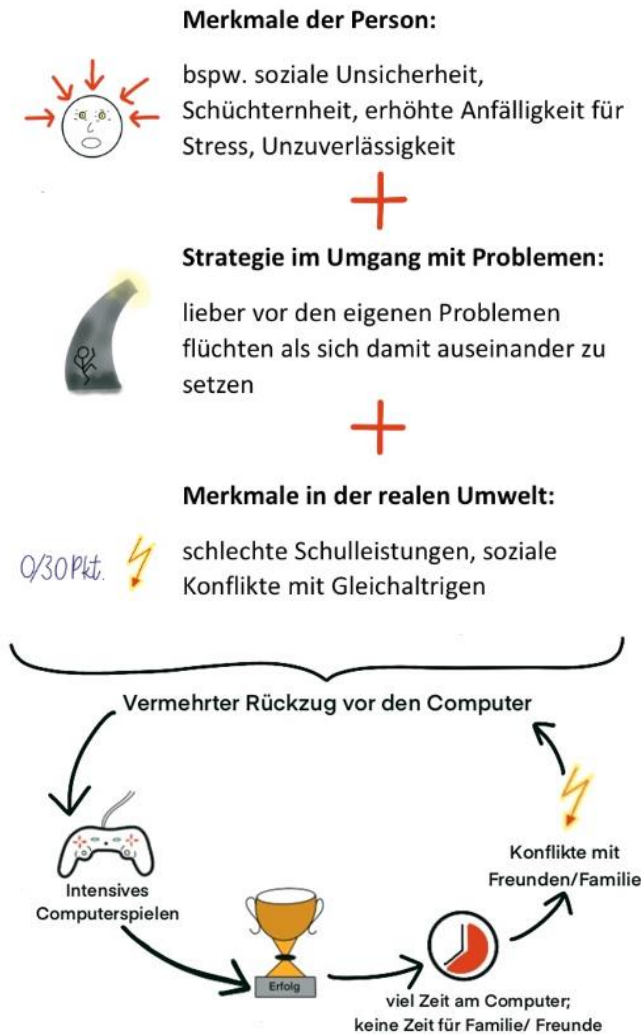 Merkmale der Person:
bspw. soziale Unsicherheit,
Schüchternheit, erhöhte Anfälligkeit für
Stress, Unzuverlässigkeit
Strategie im Umgang mit Problemen:
lieber vor den eigenen Problemen
flüchten als sich damit auseinander zu
setzen
Merkmale in der realen Umwelt:
0/30 Pkt.
schlechte Schulleistungen, soziale
Konflikte mit Gleichaltrigen
Vermehrter Rückzug vor den Computer
Intensives
Computerspielen
Erfolg
viel Zeit am Computer;
keine Zeit für Familie/ Freunde
Konflikte mit
Freunden/Familie